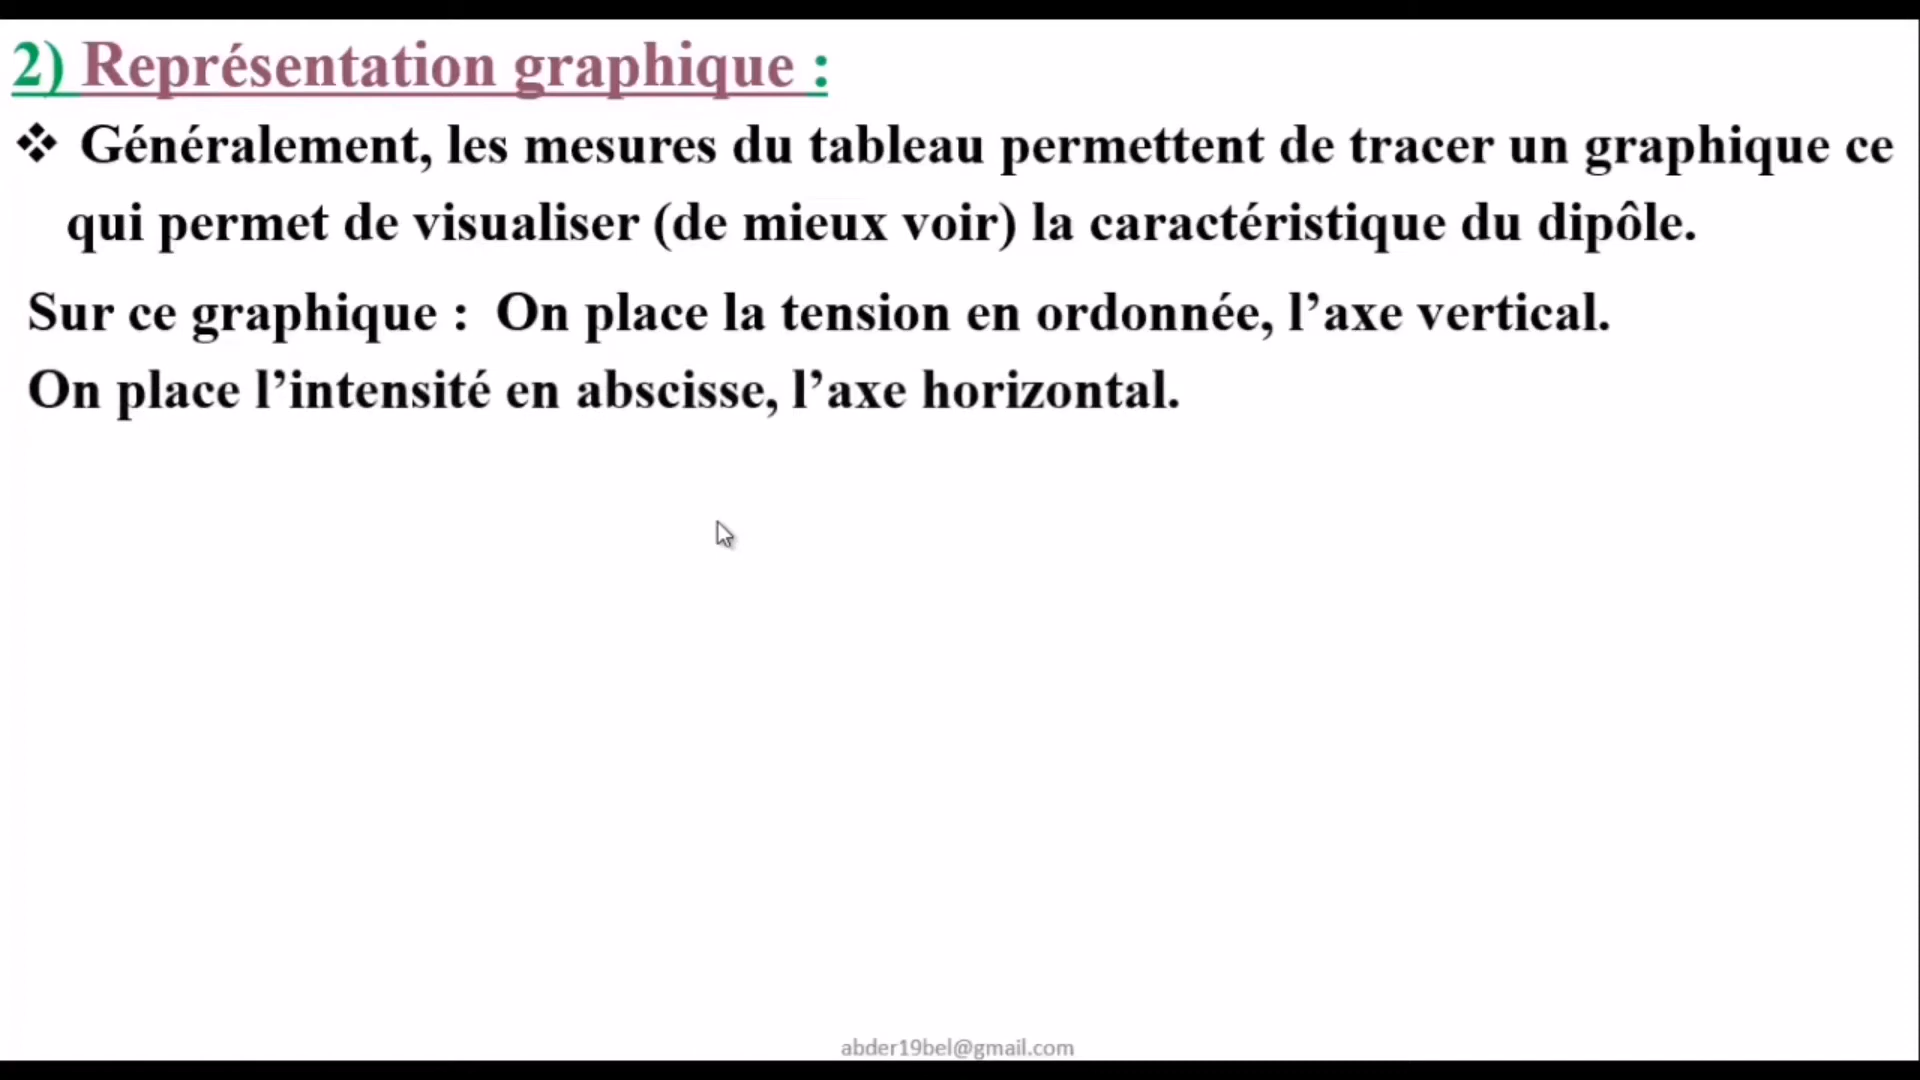 2) Représentation graphique :
❖ Généralement, les mesures du tableau permettent de tracer un graphique ce
qui permet de visualiser (de mieux voir) la caractéristique du dipôle.
Sur ce graphique : On place la tension en ordonnée, l’axe vertical.
On place l’intensité en abscisse, l’axe horizontal.
abder19bel@gmail.com